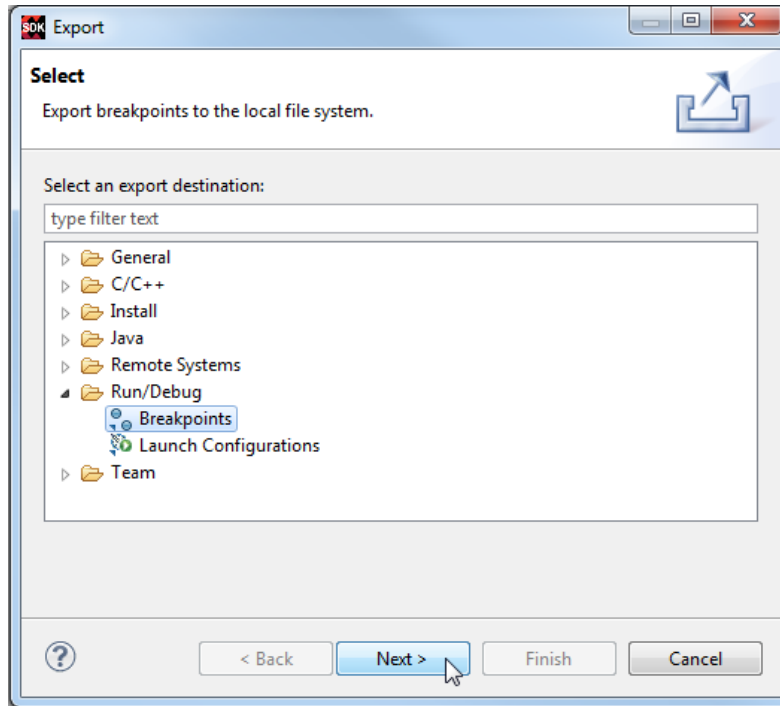 SDK Export
Select
Export breakpoints to the local file system.
Select an export destination:
type filter text
General
C/C++
Install
Java
Remote Systems
Run/Debug
Breakpoints
Launch Configurations
Team
? < Back Next > Finish Cancel